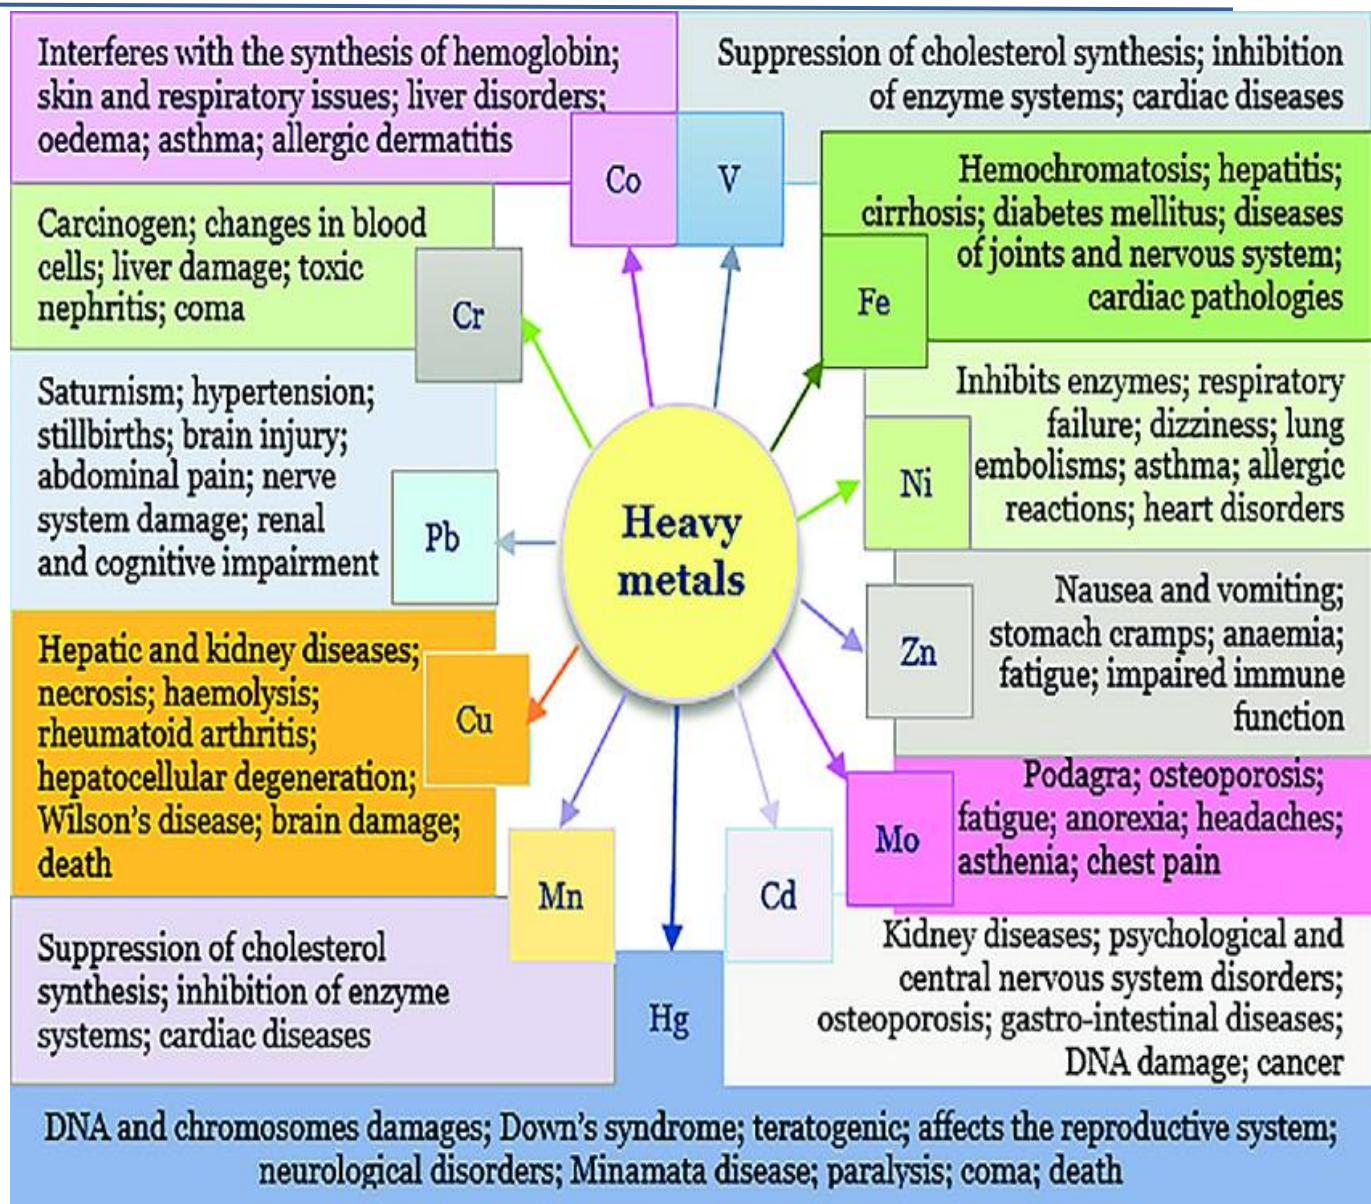 Interferes with the synthesis of hemoglobin;
skin and respiratory issues; liver disorders;
oedema; asthma; allergic dermatitis
Co
Suppression of cholesterol synthesis; inhibition
of enzyme systems; cardiac diseases
V
Carcinogen; changes in blood
cells; liver damage; toxic
nephritis; coma
Cr
Hemochromatosis; hepatitis;
cirrhosis; diabetes mellitus; diseases
of joints and nervous system;
cardiac pathologies
Fe
Saturnism; hypertension;
stillbirths; brain injury;
abdominal pain; nerve
system damage; renal
and cognitive impairment
Pb
Heavy
metals
Inhibits enzymes; respiratory
failure; dizziness; lung
embolisms; asthma; allergic
reactions; heart disorders
Ni
Nausea and vomiting;
stomach cramps; anaemia;
fatigue; impaired immune
function
Zn
Hepatic and kidney diseases;
necrosis; haemolysis;
rheumatoid arthritis;
hepatocellular degeneration;
Wilson's disease; brain damage;
death
Cu
Podagra; osteoporosis;
fatigue; anorexia; headaches;
asthenia; chest pain
Mo
Suppression of cholesterol
synthesis; inhibition of enzyme
systems; cardiac diseases
Mn
Kidney diseases; psychological and
central nervous system disorders;
osteoporosis; gastro-intestinal diseases;
DNA damage; cancer
Cd
Hg
DNA and chromosomes damages; Down's syndrome; teratogenic; affects the reproductive system;
neurological disorders; Minamata disease; paralysis; coma; death